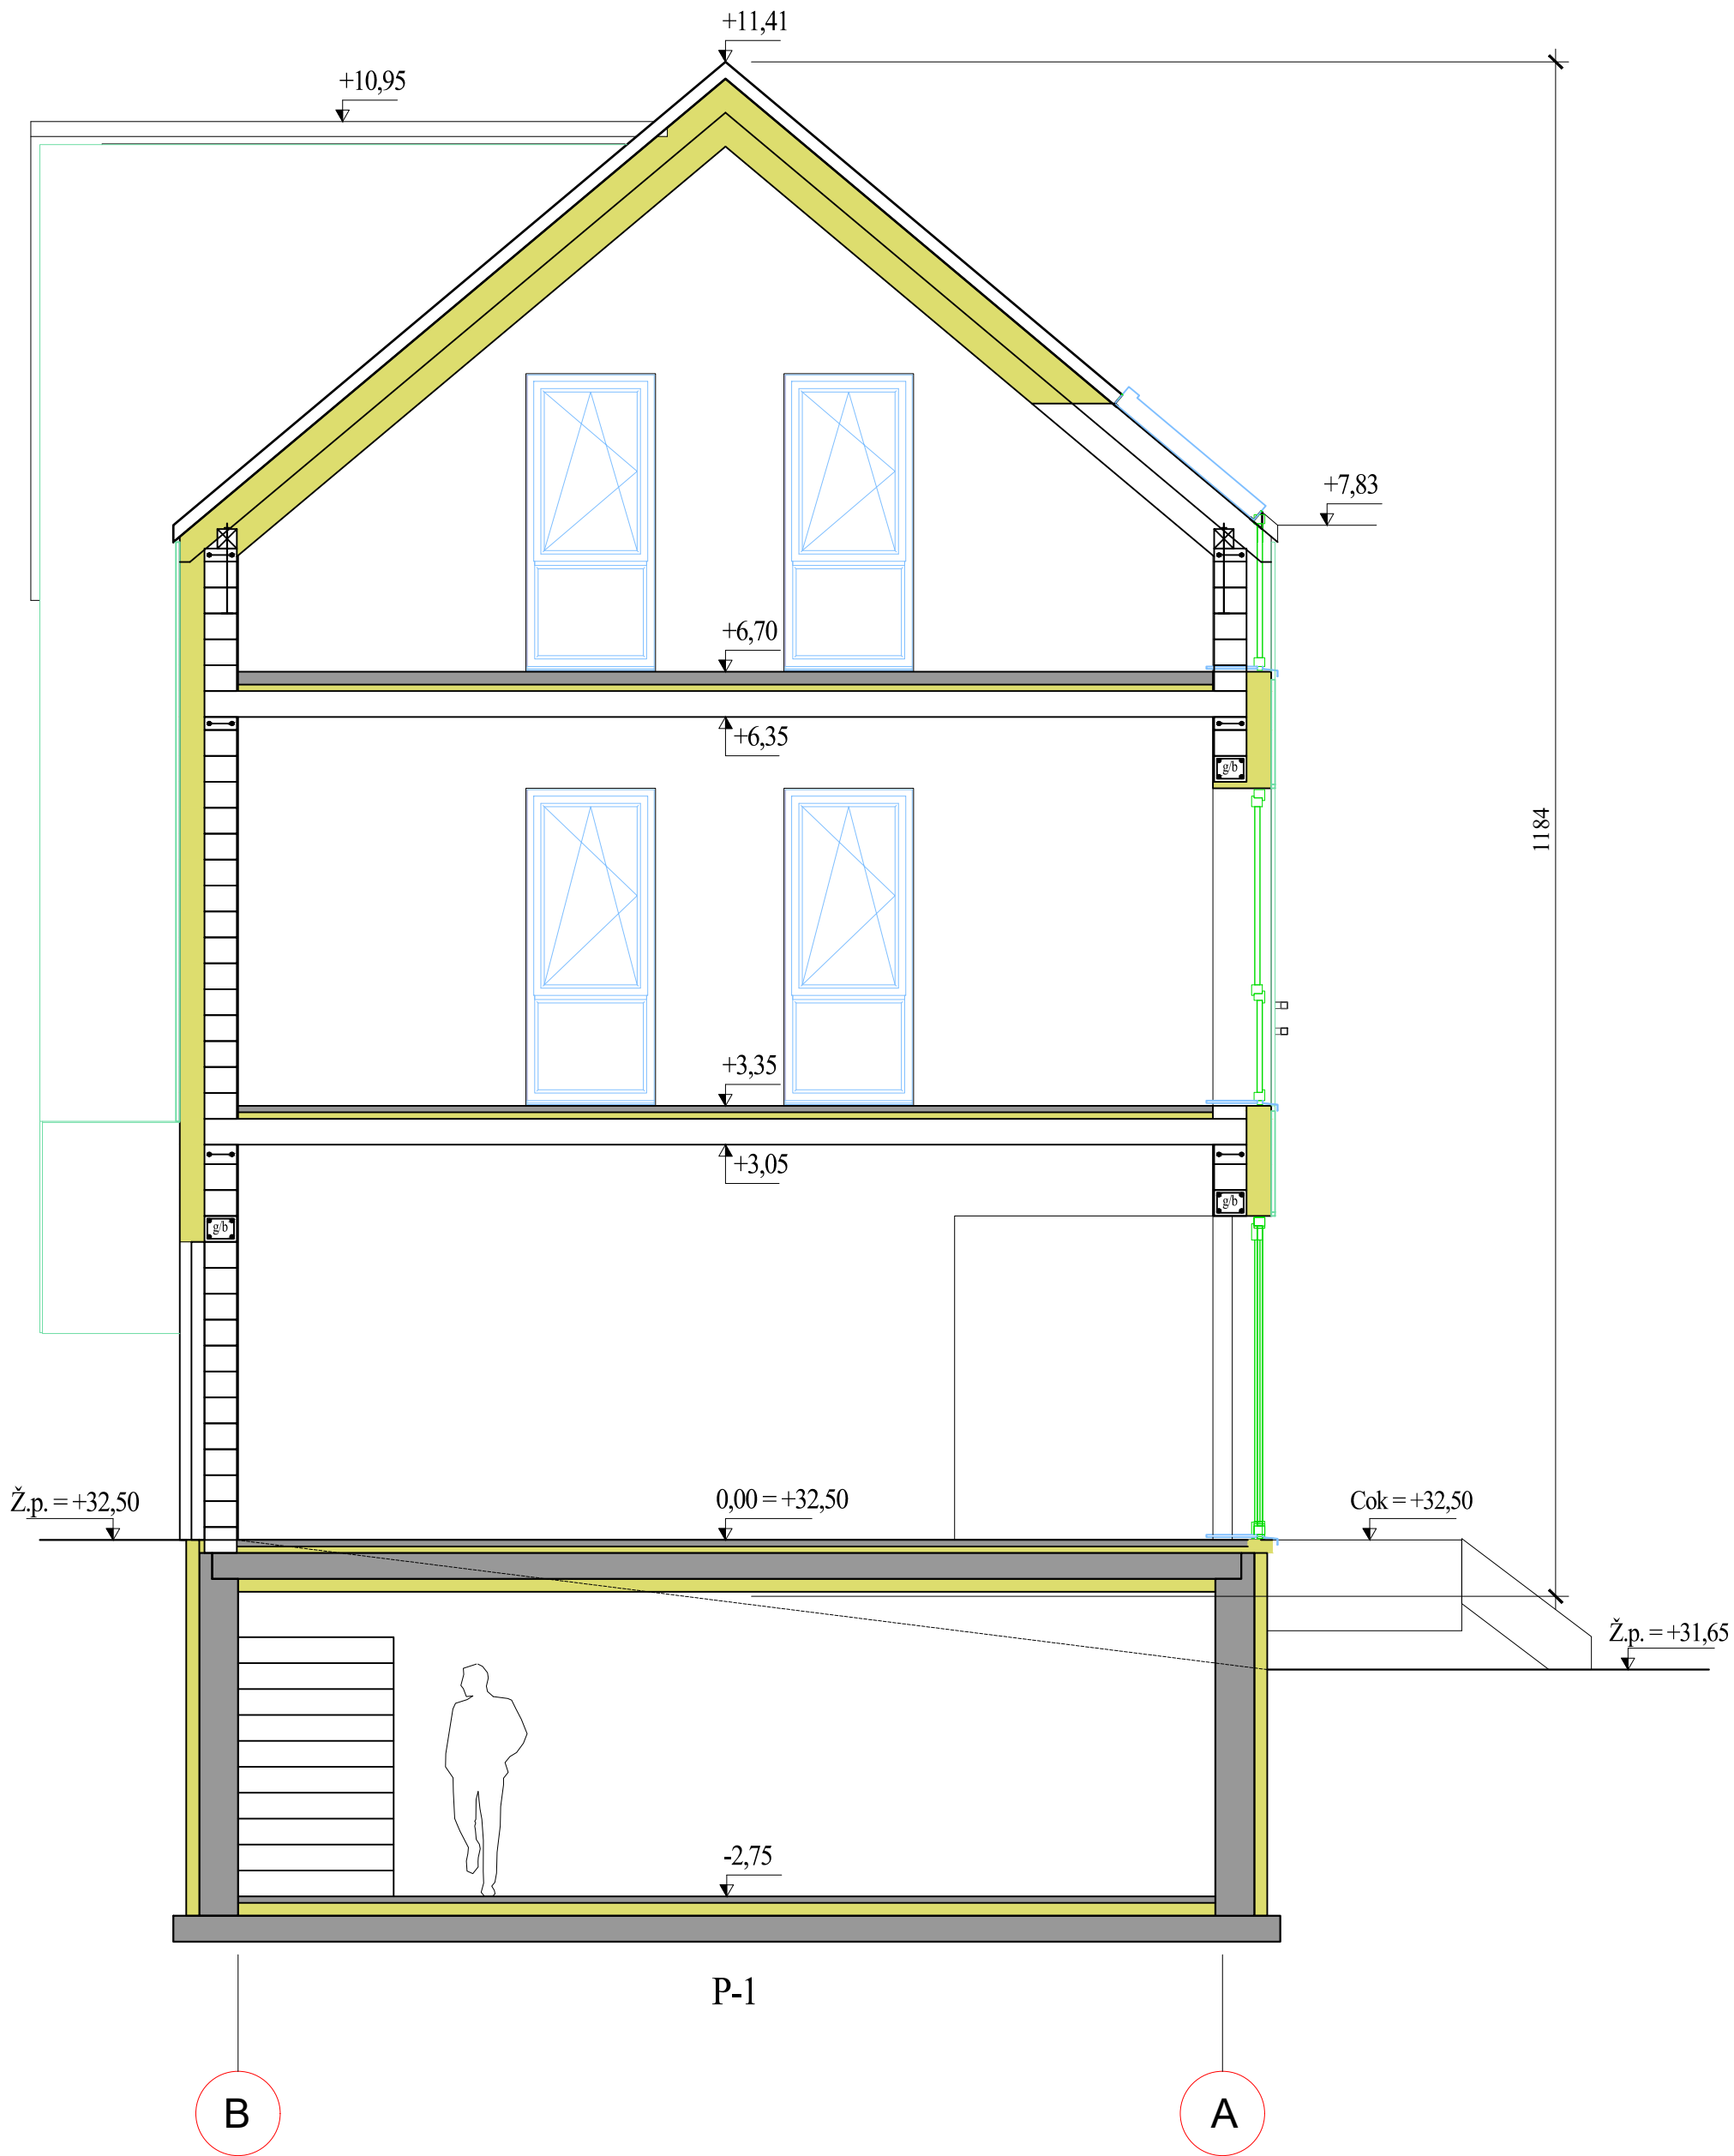 +11,41
+10,95
+7,83
+6,70
+6,35
g/b
1184
+3,35
+3,05
g/b
g/b
Ž.p. = +32,50
0,00 = +32,50
Cok = +32,50
Ž.p. = +31,65
-2,75
P-1
B
A